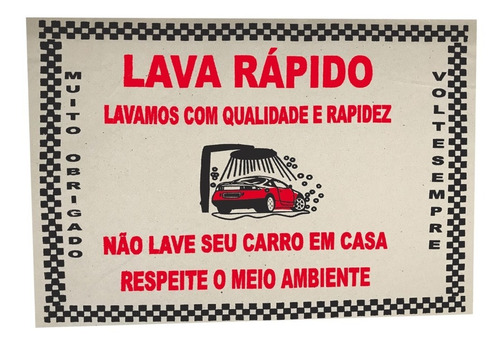 LAVA RÁPIDO
LAVAMOS COM QUALIDADE E RAPIDEZ
MUITO OBRIGADO
VOLTE SEMPRE
NÃO LAVE SEU CARRO EM CASA
RESPEITE O MEIO AMBIENTE